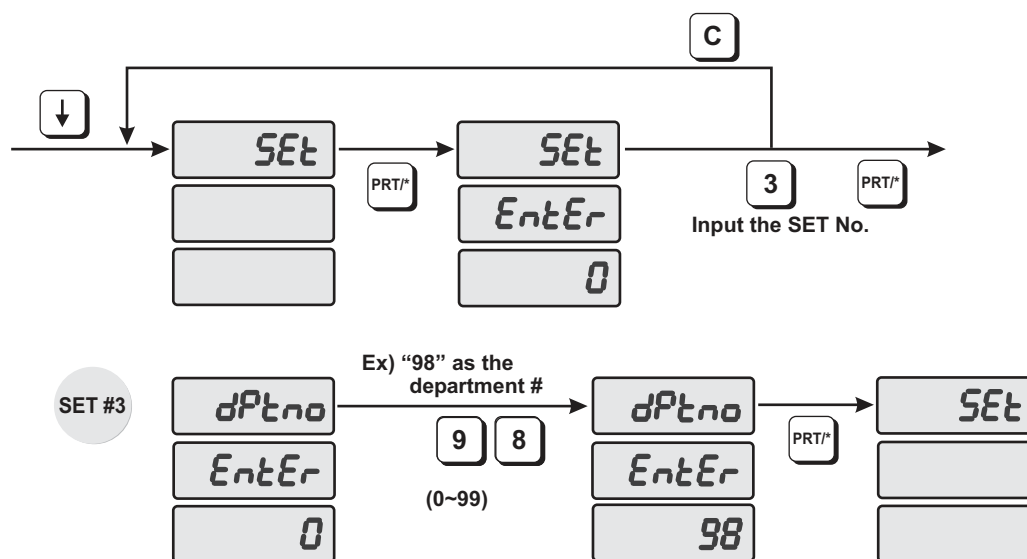 C
↓
SEt
PRT/*
SEt
EntEr
0
3
PRT/*
Input the SET No.
SET #3
dPtno
EntEr
0
Ex) “98” as the
department #
9 8
(0~99)
dPtno
EntEr
98
PRT/*
SEt